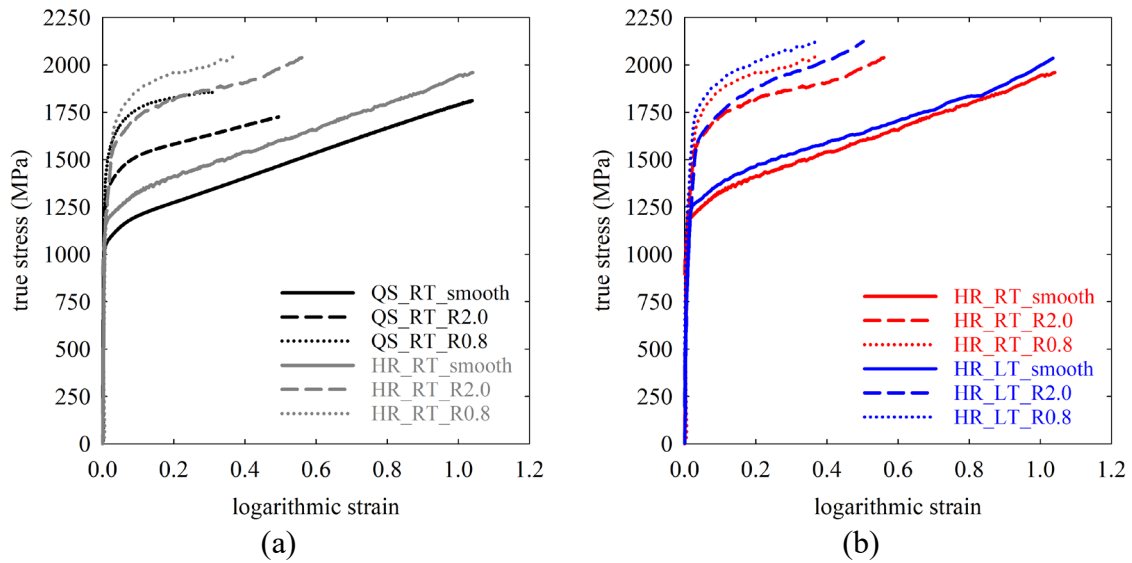 2250
2000
1750
1500
1250
1000
750
500
250
0
true stress (MPa)
QS_RT_smooth
QS_RT_R2.0
QS_RT_R0.8
HR_RT_smooth
HR_RT_R2.0
HR_RT_R0.8
0.0 0.2 0.4 0.6 0.8 1.0 1.2
logarithmic strain
(a)
2250
2000
1750
1500
1250
1000
750
500
250
0
true stress (MPa)
HR_RT_smooth
HR_RT_R2.0
HR_RT_R0.8
HR_LT_smooth
HR_LT_R2.0
HR_LT_R0.8
0.0 0.2 0.4 0.6 0.8 1.0 1.2
logarithmic strain
(b)